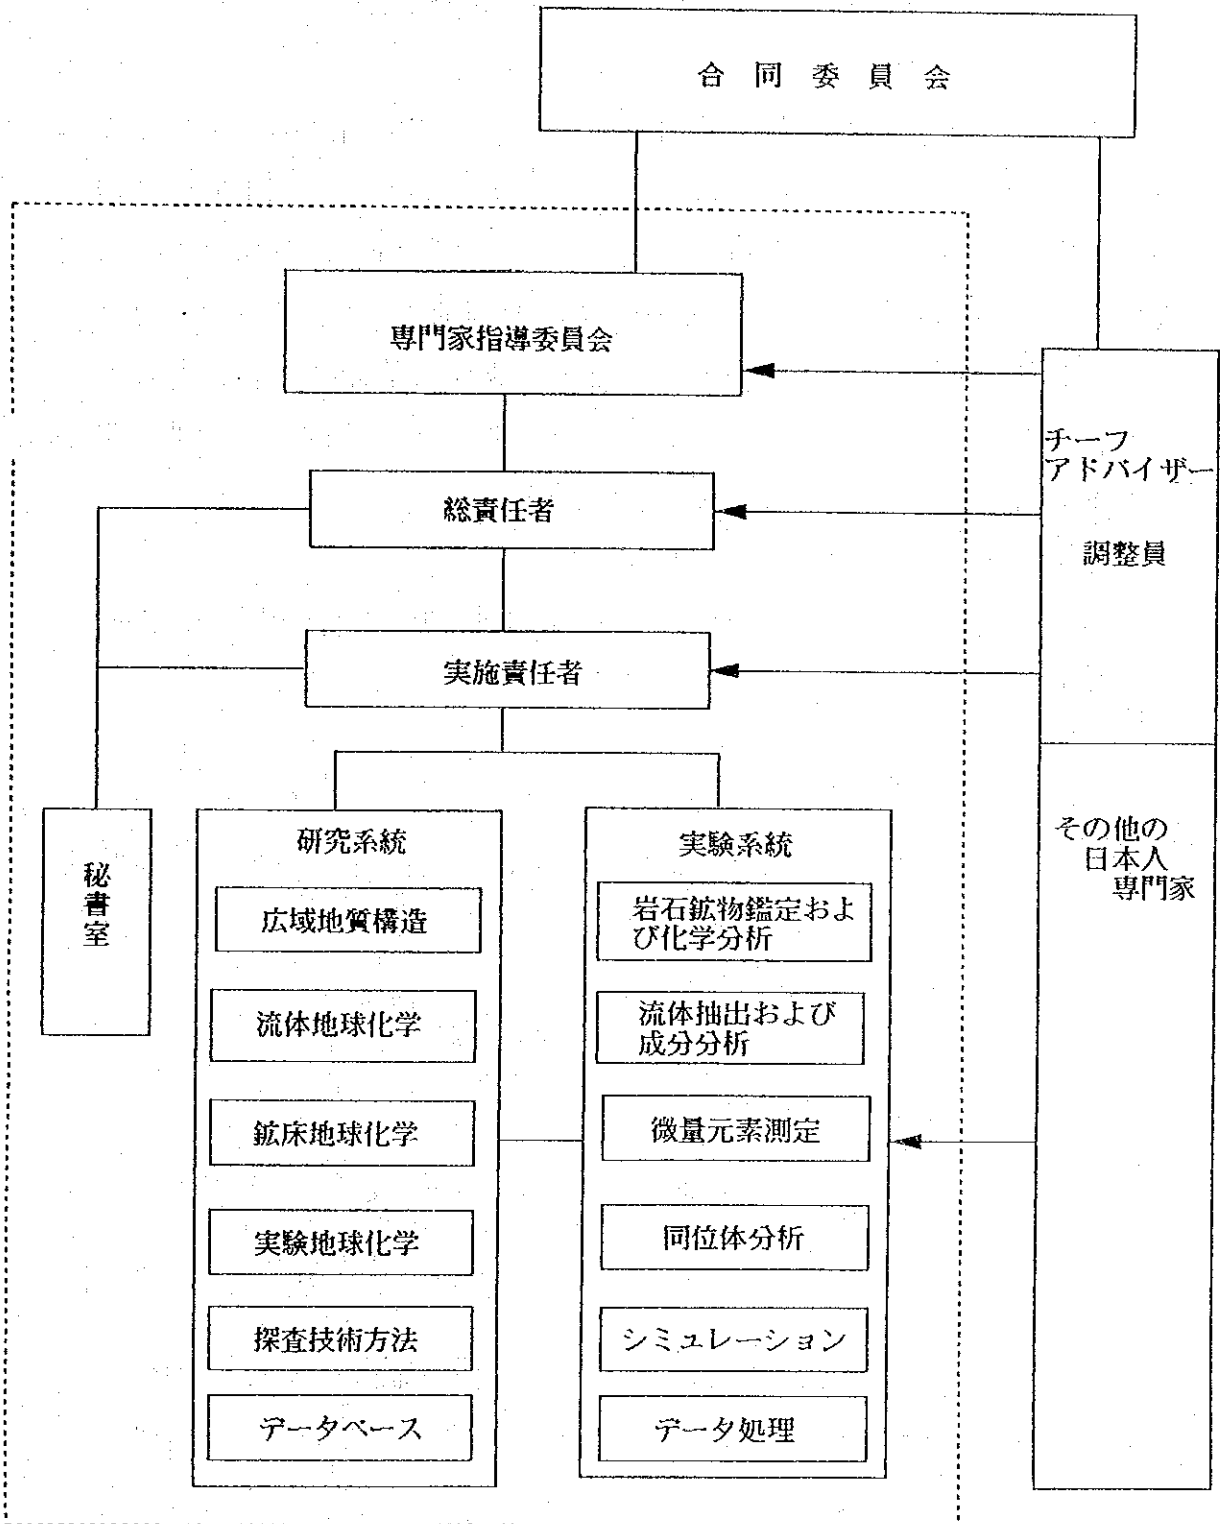 合同委員会
専門家指導委員会
チーフ
アドバイザー
調整員
総責任者
実施責任者
その他の
日本人
専門家
秘書室
研究系統
広域地質構造
流体地球化学
鉱床地球化学
実験地球化学
探査技術方法
データベース
実験系統
岩石鉱物鑑定およ
び化学分析
流体抽出および
成分分析
微量元素測定
同位体分析
シミュレーション
データ処理